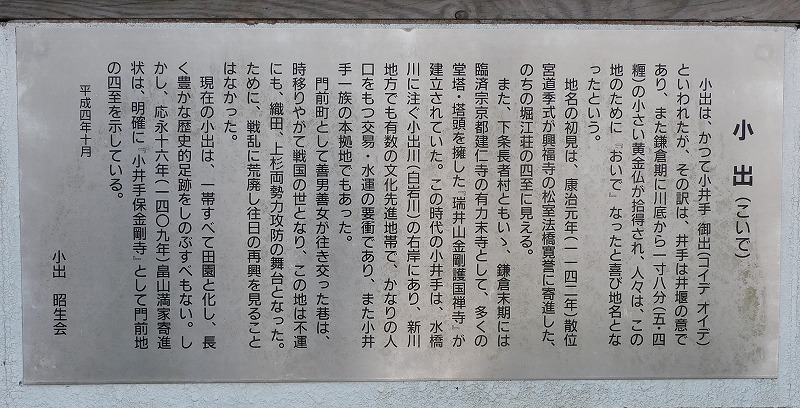 小出(こいで)
小出は、かつて小井手 御出(コイデ オイデ)
といわれたが、その訳は、井手は井堰の意で
あり、また鎌倉期に川底から一寸八分(五・四
糎)の小さい黄金仏が拾得され、人々は、この
地のために『おいで』なったと喜び地名とな
ったという。
地名の初見は、康治元年(一一四二年)散位
宮道季式が興福寺の松室法橋寛誉に寄進した、
のちの堀江荘の四至に見える。
また、下条長者村ともいゝ、鎌倉末期には
臨済宗京都建仁寺の有力末寺として、多くの
堂塔・塔頭を擁した『瑞井山金剛護国禅寺』が
建立されていた。この時代の小井手は、水橋
川に注ぐ小出川(白岩川)の右岸にあり、新川
地方でも有数の文化先進地帯で、かなりの人
口をもつ交易・水運の要衝であり、また小井
手一族の本拠地でもあった。
門前町として善男善女が往き交った巷は、
時移りやがて戦国の世となり、この地は不運
にも、織田、上杉両勢力攻防の舞台となった。
ために、戦乱に荒廃し往日の再興を見ること
はなかった。
現在の小出は、一帯すべて田園と化し、長
く豊かな歴史的足跡をしのぶすべもない。し
かし、応永十六年(一四〇九年)畠山満家寄進
状は、明確に『小井手保金剛寺』として門前地
の四至を示している。
平成四年十月
小出 昭生会